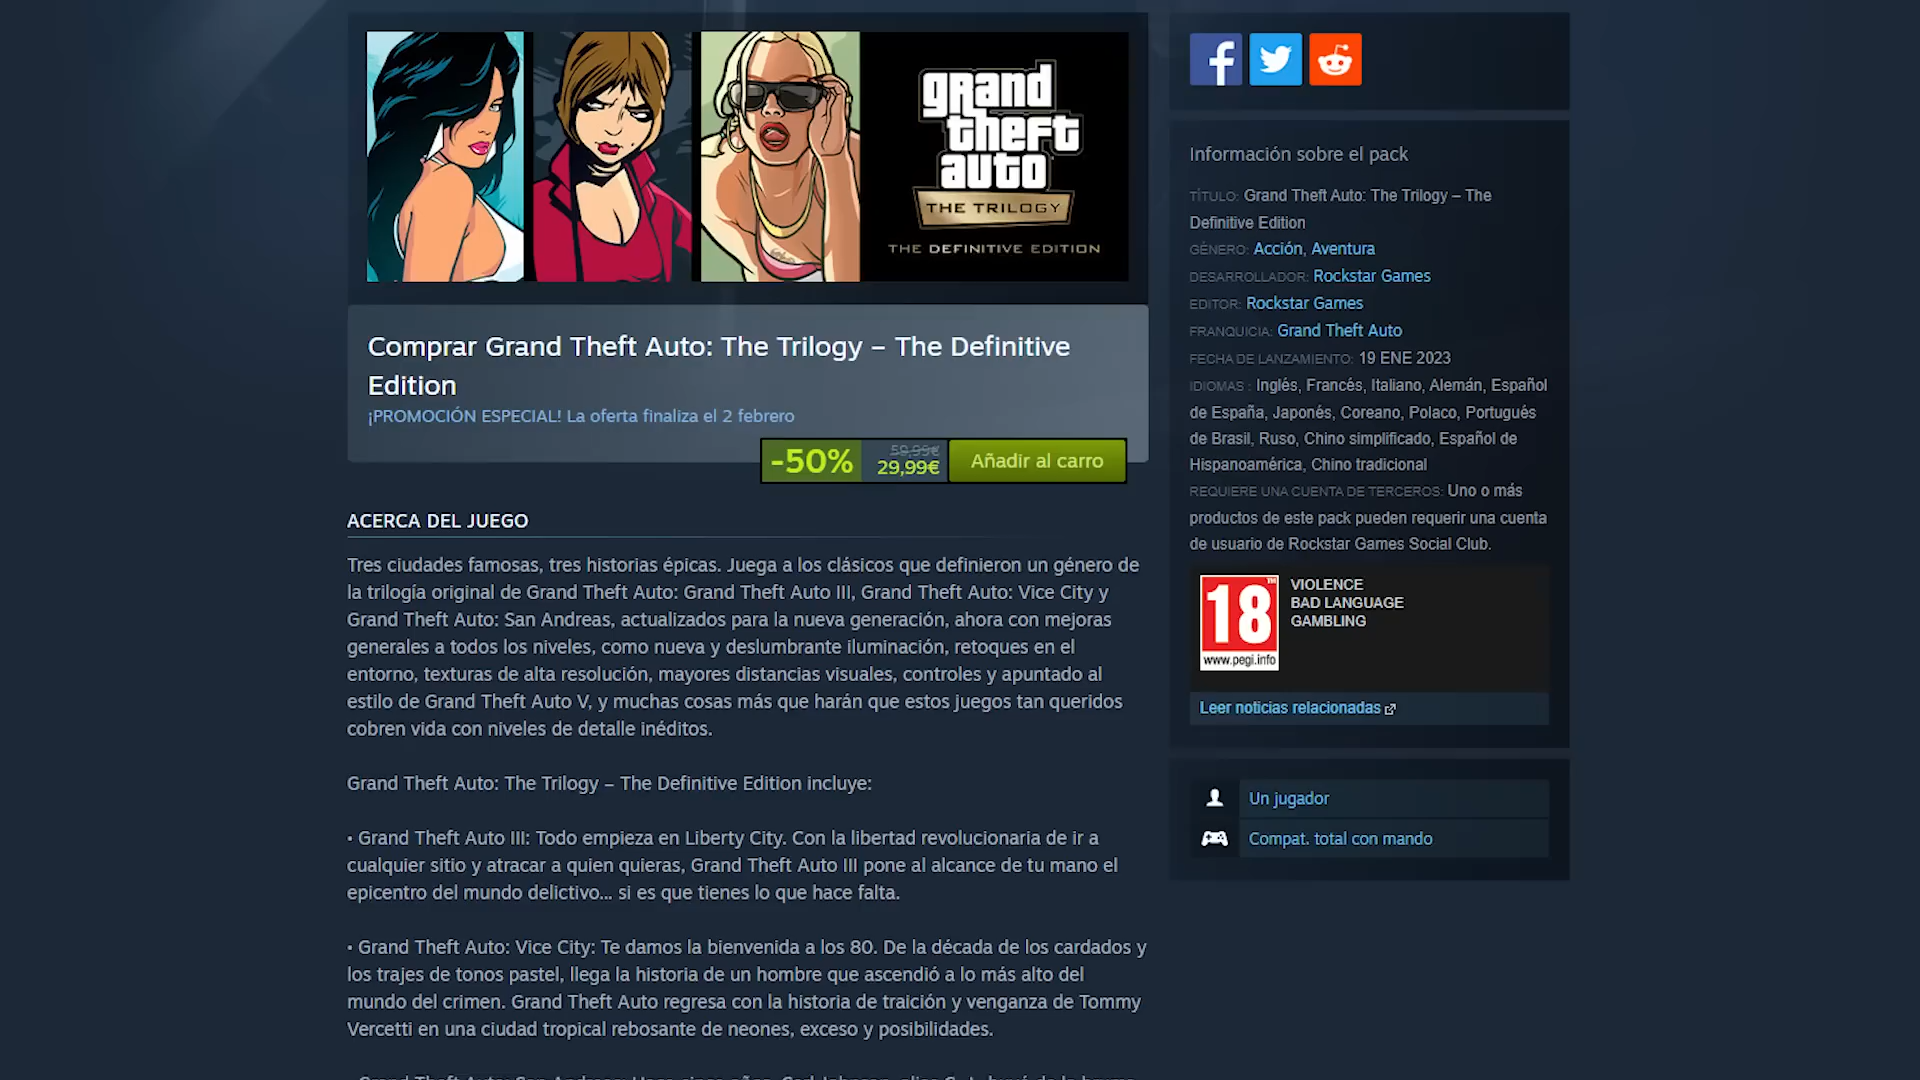 grand
theft
auto
THE TRILOGY
THE DEFINITIVE EDITION
Comprar Grand Theft Auto: The Trilogy – The Definitive
Edition
¡PROMOCIÓN ESPECIAL! La oferta finaliza el 2 febrero
-50%
59,99€
29,99€
Añadir al carro
ACERCA DEL JUEGO
Tres ciudades famosas, tres historias épicas. Juega a los clásicos que definieron un género de
la trilogía original de Grand Theft Auto: Grand Theft Auto III, Grand Theft Auto: Vice City y
Grand Theft Auto: San Andreas, actualizados para la nueva generación, ahora con mejoras
generales a todos los niveles, como nueva y deslumbrante iluminación, retoques en el
entorno, texturas de alta resolución, mayores distancias visuales, controles y apuntado al
estilo de Grand Theft Auto V, y muchas cosas más que harán que estos juegos tan queridos
cobren vida con niveles de detalle inéditos.
Grand Theft Auto: The Trilogy – The Definitive Edition incluye:
• Grand Theft Auto III: Todo empieza en Liberty City. Con la libertad revolucionaria de ir a
cualquier sitio y atracar a quien quieras, Grand Theft Auto III pone al alcance de tu mano el
epicentro del mundo delictivo... si es que tienes lo que hace falta.
• Grand Theft Auto: Vice City: Te damos la bienvenida a los 80. De la década de los cardados y
los trajes de tonos pastel, llega la historia de un hombre que ascendió a lo más alto del
mundo del crimen. Grand Theft Auto regresa con la historia de traición y venganza de Tommy
Vercetti en una ciudad tropical rebosante de neones, exceso y posibilidades.
Información sobre el pack
TÍTULO: Grand Theft Auto: The Trilogy – The
Definitive Edition
GÉNERO: Acción, Aventura
DESARROLLADOR: Rockstar Games
EDITOR: Rockstar Games
FRANQUICIA: Grand Theft Auto
FECHA DE LANZAMIENTO: 19 ENE 2023
IDIOMAS : Inglés, Francés, Italiano, Alemán, Español
de España, Japonés, Coreano, Polaco, Portugués
de Brasil, Ruso, Chino simplificado, Español de
Hispanoamérica, Chino tradicional
REQUIERE UNA CUENTA DE TERCEROS: Uno o más
productos de este pack pueden requerir una cuenta
de usuario de Rockstar Games Social Club.
18
www.pegi.info
VIOLENCE
BAD LANGUAGE
GAMBLING
Leer noticias relacionadas
Un jugador
Compat. total con mando